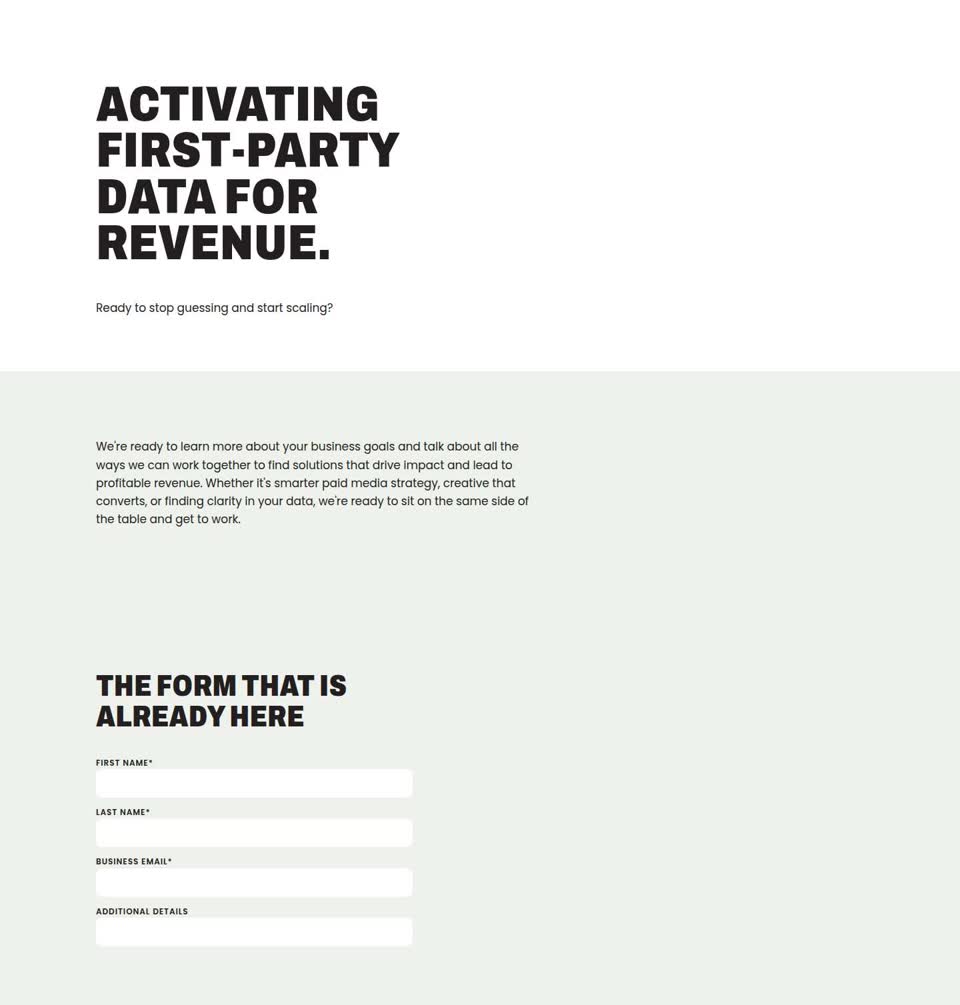 ACTIVATING
FIRST-PARTY
DATA FOR
REVENUE.
Ready to stop guessing and start scaling?
We're ready to learn more about your business goals and talk about all the
ways we can work together to find solutions that drive impact and lead to
profitable revenue. Whether it's smarter paid media strategy, creative that
converts, or finding clarity in your data, we're ready to sit on the same side of
the table and get to work.
THE FORM THAT IS
ALREADY HERE
FIRST NAME*
LAST NAME*
BUSINESS EMAIL*
ADDITIONAL DETAILS